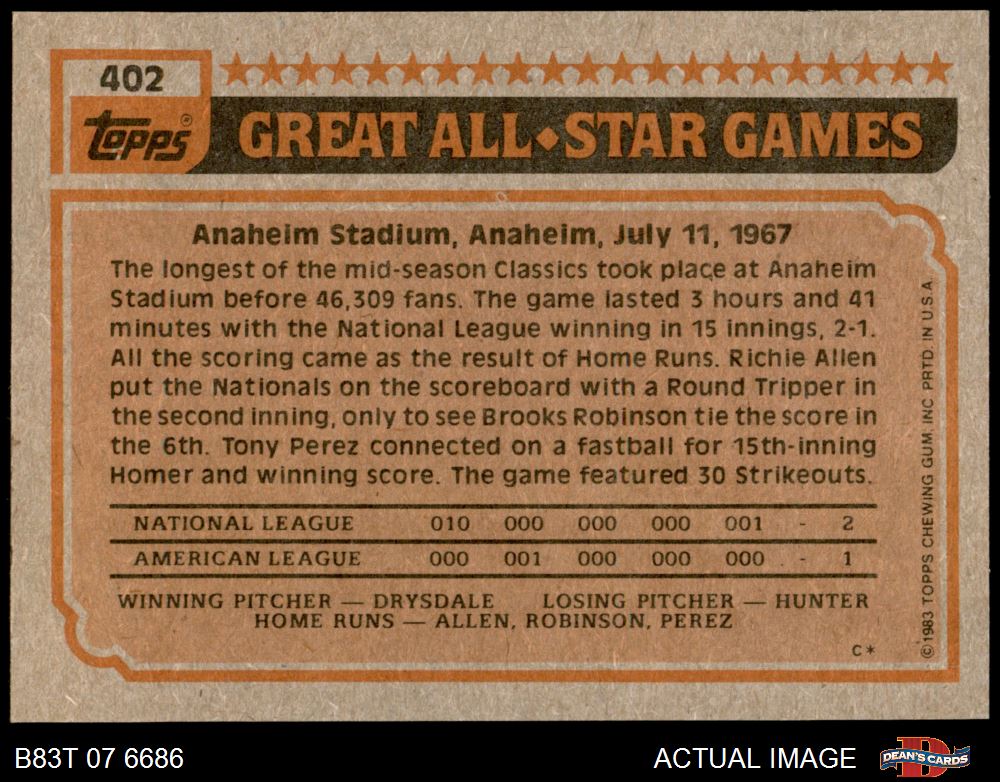 402
topps®
GREAT ALL◆STAR GAMES
Anaheim Stadium, Anaheim, July 11, 1967
The longest of the mid-season Classics took place at Anaheim
Stadium before 46,309 fans. The game lasted 3 hours and 41
minutes with the National League winning in 15 innings, 2-1.
All the scoring came as the result of Home Runs. Richie Allen
put the Nationals on the scoreboard with a Round Tripper in
the second inning, only to see Brooks Robinson tie the score in
the 6th. Tony Perez connected on a fastball for 15th-inning
Homer and winning score. The game featured 30 Strikeouts.
NATIONAL LEAGUE 010 000 000 000 001 - 2
AMERICAN LEAGUE 000 001 000 000 000 - 1
WINNING PITCHER — DRYSDALE LOSING PITCHER — HUNTER
HOME RUNS — ALLEN, ROBINSON, PEREZ
C*
© 1983 TOPPS CHEWING GUM, INC. PRTD. IN U.S.A.
B83T 07 6686
ACTUAL IMAGE
DEAN'S CARDS